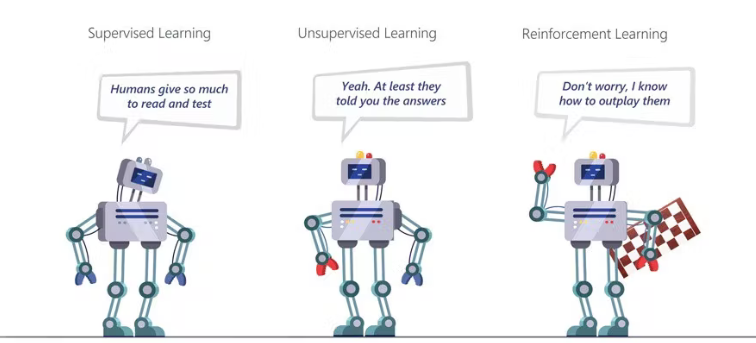 Supervised Learning
Unsupervised Learning
Reinforcement Learning
Humans give so much
to read and test
Yeah. At least they
told you the answers
Don't worry, I know
how to outplay them